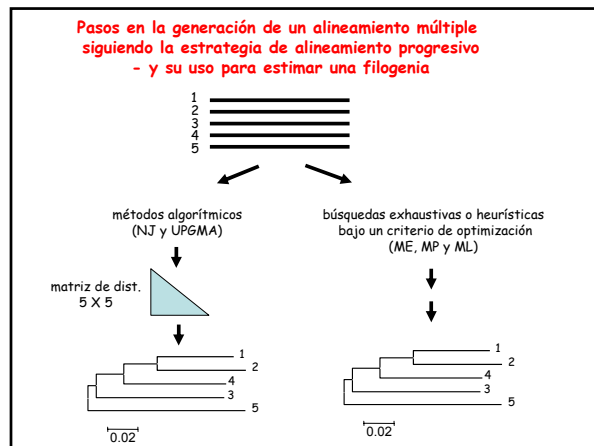 Pasos en la generación de un alineamiento múltiple
siguiendo la estrategia de alineamiento progresivo
- y su uso para estimar una filogenia
1
2
3
4
5
métodos algorítmicos
(NJ y UPGMA)
búsquedas exhaustivas o heurísticas
bajo un criterio de optimización
(ME, MP y ML)
matriz de dist.
5 X 5
1
2
4
3
5
0.02
1
2
4
3
5
0.02